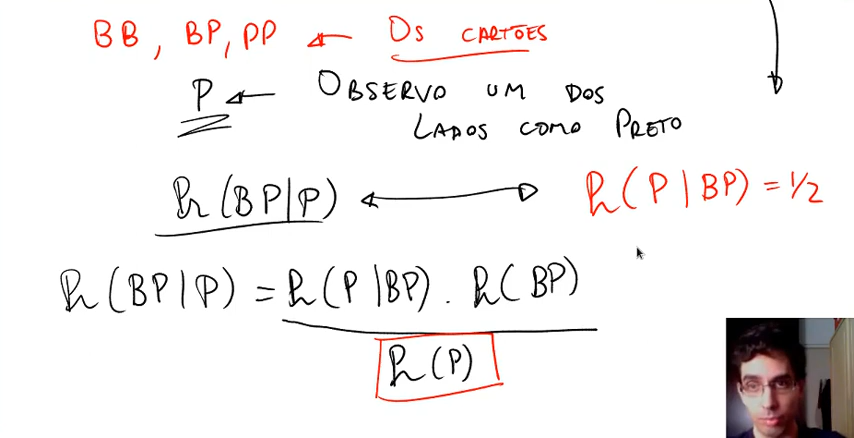 BB, BP, PP ← Os CARTÕES
P ← OBSERVO UM DOS
LADOS COMO PRETO
Pr(BP|P) ↔ Pr(P|BP) = 1/2
Pr(BP|P) = Pr(P|BP) . Pr(BP)
Pr(P)